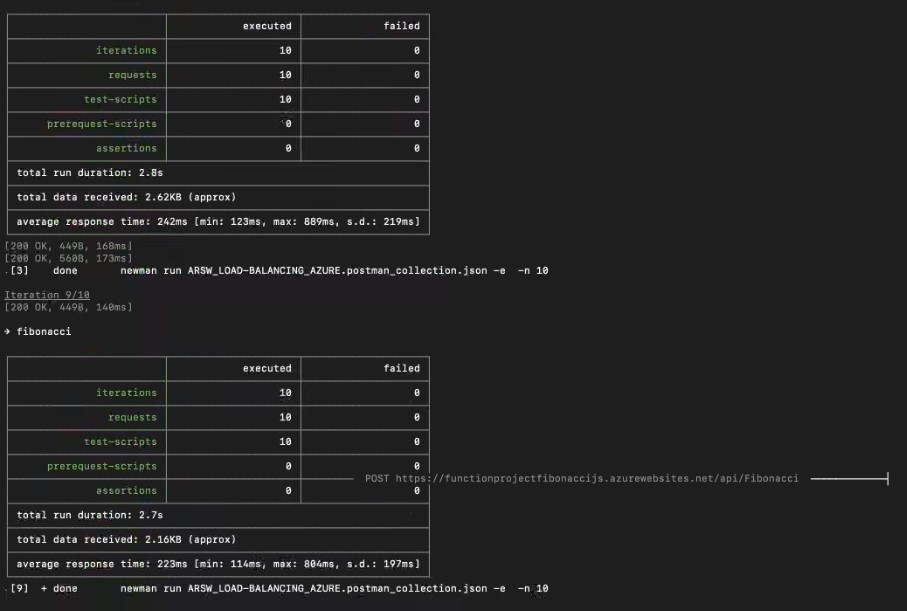 executed failed
iterations 10 0
requests 10 0
test-scripts 10 0
prerequest-scripts 0 0
assertions 0 0
total run duration: 2.8s
total data received: 2.62KB (approx)
average response time: 242ms [min: 123ms, max: 889ms, s.d.: 219ms]
[200 OK, 449B, 168ms]
[200 OK, 560B, 173ms]
.[3] done newman run ARSW_LOAD-BALANCING_AZURE.postman_collection.json -e -n 10
Iteration 9/10
[200 OK, 449B, 140ms]
→ fibonacci
executed failed
iterations 10 0
requests 10 0
test-scripts 10 0
prerequest-scripts 0 0
POST https://functionprojectfibonaccijs.azurewebsites.net/api/Fibonacci
assertions 0 0
total run duration: 2.7s
total data received: 2.16KB (approx)
average response time: 223ms [min: 114ms, max: 804ms, s.d.: 197ms]
.[9] + done newman run ARSW_LOAD-BALANCING_AZURE.postman_collection.json -e -n 10